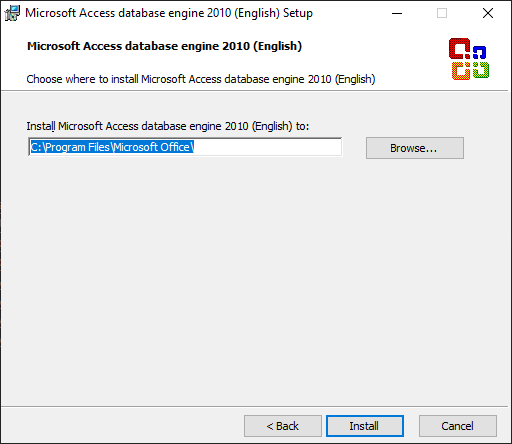 Microsoft Access database engine 2010 (English) Setup
Microsoft Access database engine 2010 (English)
Choose where to install Microsoft Access database engine 2010 (English)
Install Microsoft Access database engine 2010 (English) to:
C:\Program Files\Microsoft Office\
Browse...
< Back
Install
Cancel